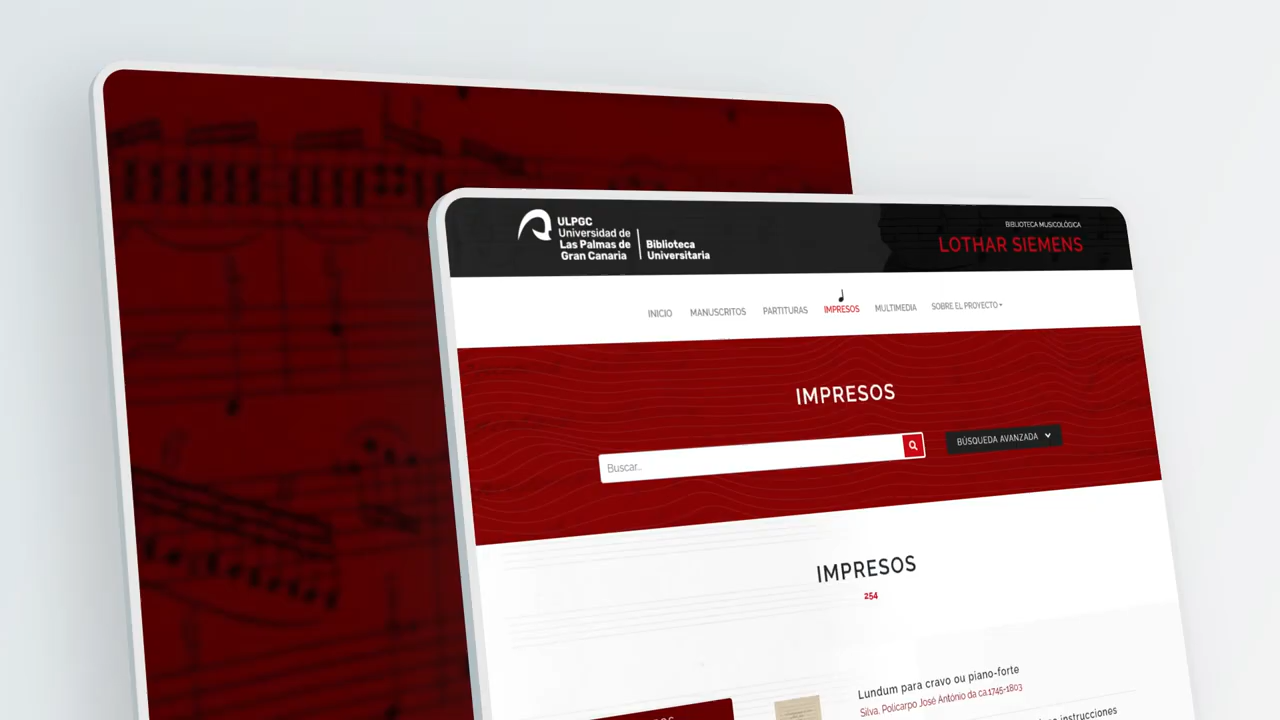 ULPGC
Universidad de
Las Palmas de
Gran Canaria
Biblioteca
Universitaria
BIBLIOTECA MUSICOLÓGICA
LOTHAR SIEMENS
INICIO MANUSCRITOS PARTITURAS IMPRESOS MULTIMEDIA SOBRE EL PROYECTO
IMPRESOS
Buscar...
BÚSQUEDA AVANZADA
IMPRESOS
254
Lundum para cravo ou piano-forte
Silva, Policarpo José António da ca.1745-1803
instrucciones